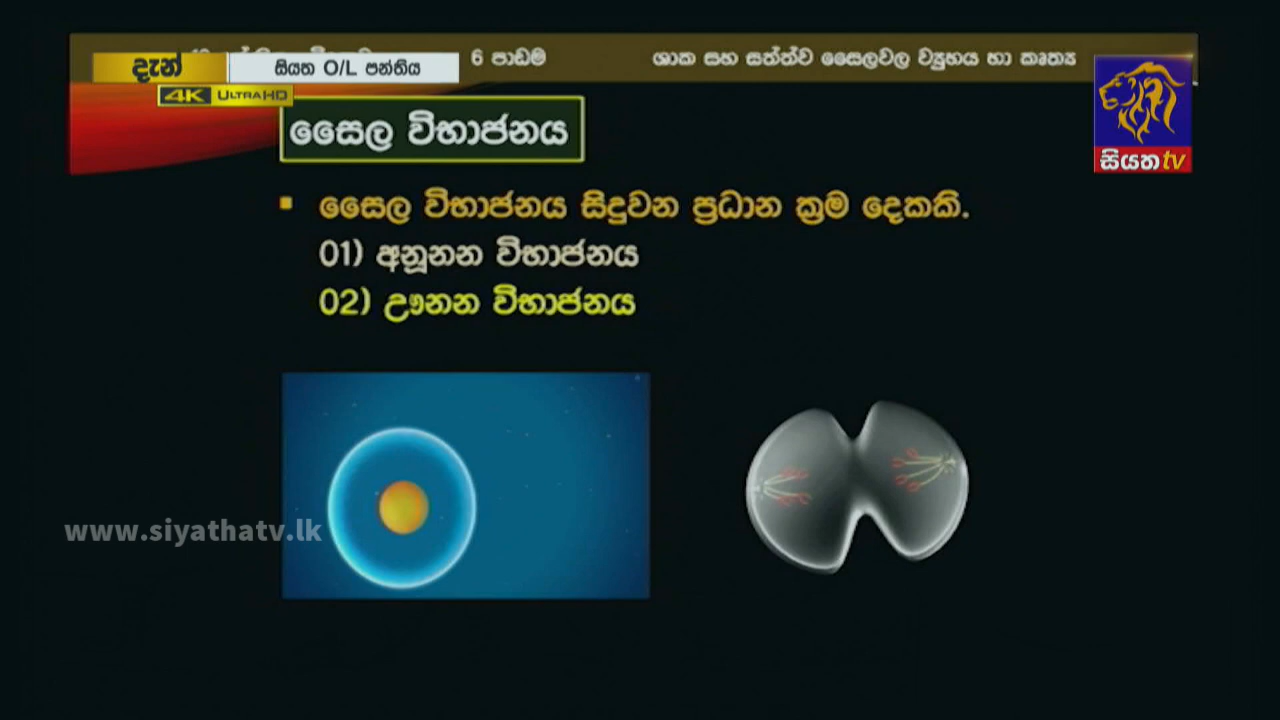 6 පාඩම ශාක සහ සත්ත්ව සෛලවල ව්‍යුහය හා කෘත්‍ය
දැන් සියත O/L පන්තිය
4K ULTRA HD
සියත tv
සෛල විභාජනය
▪ සෛල විභාජනය සිදුවන ප්‍රධාන ක්‍රම දෙකකි.
01) අනූනන විභාජනය
02) ඌනන විභාජනය
www.siyathatv.lk